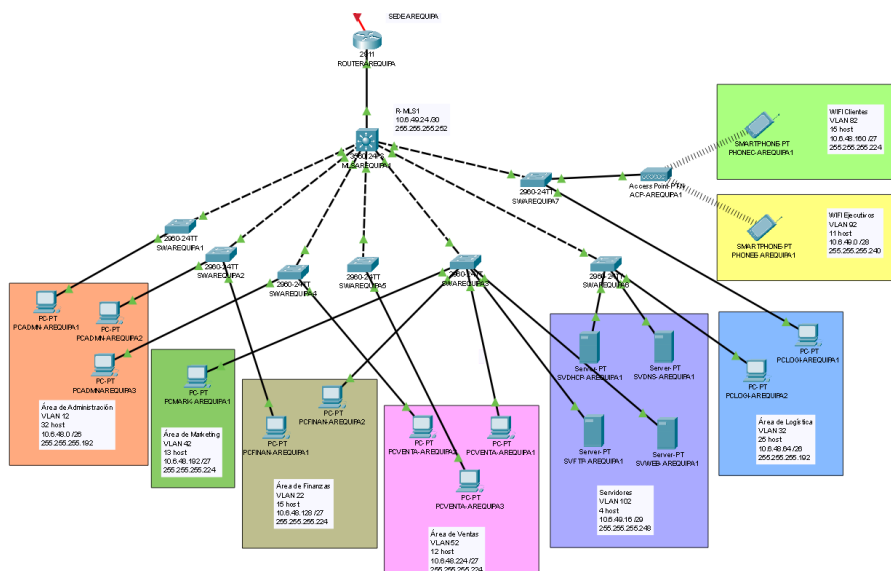 SEDEAREQUIPA
2911
ROUTERAREQUIPA
R-MLS1
10.6.49.24/30
255.255.255.252
3560-24PS
MLSAREQUIPA1
WIFI Clientes
VLAN 82
15 host
10.6.48.160 /27
255.255.255.224
SMARTPHONE-PT
PHONEC-AREQUIPA1
2960-24TT
SWAREQUIPA7
Access Point-PT-N
ACP-AREQUIPA1
WIFI Ejecutivos
VLAN 92
11 host
10.6.49.0 /28
255.255.255.240
SMARTPHONE-PT
PHONEE-AREQUIPA1
2960-24TT
SWAREQUIPA1
2960-24TT
SWAREQUIPA2
2960-24TT
SWAREQUIPA4
2960-24TT
SWAREQUIPA5
2960-24TT
SWAREQUIPA3
2960-24TT
SWAREQUIPA6
PC-PT
PCADMN-AREQUIPA1
PC-PT
PCADMN-AREQUIPA2
PC-PT
PCADMNAREQUIPA3
Área de Administración
VLAN 12
32 host
10.6.48.0 /26
255.255.255.192
PC-PT
PCMARK-AREQUIPA1
Área de Marketing
VLAN 42
13 host
10.6.48.192 /27
255.255.255.224
PC-PT
PCFINAN-AREQUIPA2
PC-PT
PCFINAN-AREQUIPA1
Área de Finanzas
VLAN 22
15 host
10.6.48.128 /27
255.255.255.224
PC-PT
PCVENTA-AREQUIPA2
PC-PT
PCVENTA-AREQUIPA1
PC-PT
PCVENTA-AREQUIPA3
Área de Ventas
VLAN 52
12 host
10.6.48.224 /27
255.255.255.224
Server-PT
SVDHCP-AREQUIPA1
Server-PT
SVDNS-AREQUIPA1
Server-PT
SVFTP-AREQUIPA1
Server-PT
SVWEB-AREQUIPA1
Servidores
VLAN 102
4 host
10.6.49.16 /29
255.255.255.248
PC-PT
PCLOGI-AREQUIPA1
PC-PT
PCLOGI-AREQUIPA2
Área de Logística
VLAN 32
25 host
10.6.48.64 /26
255.255.255.192